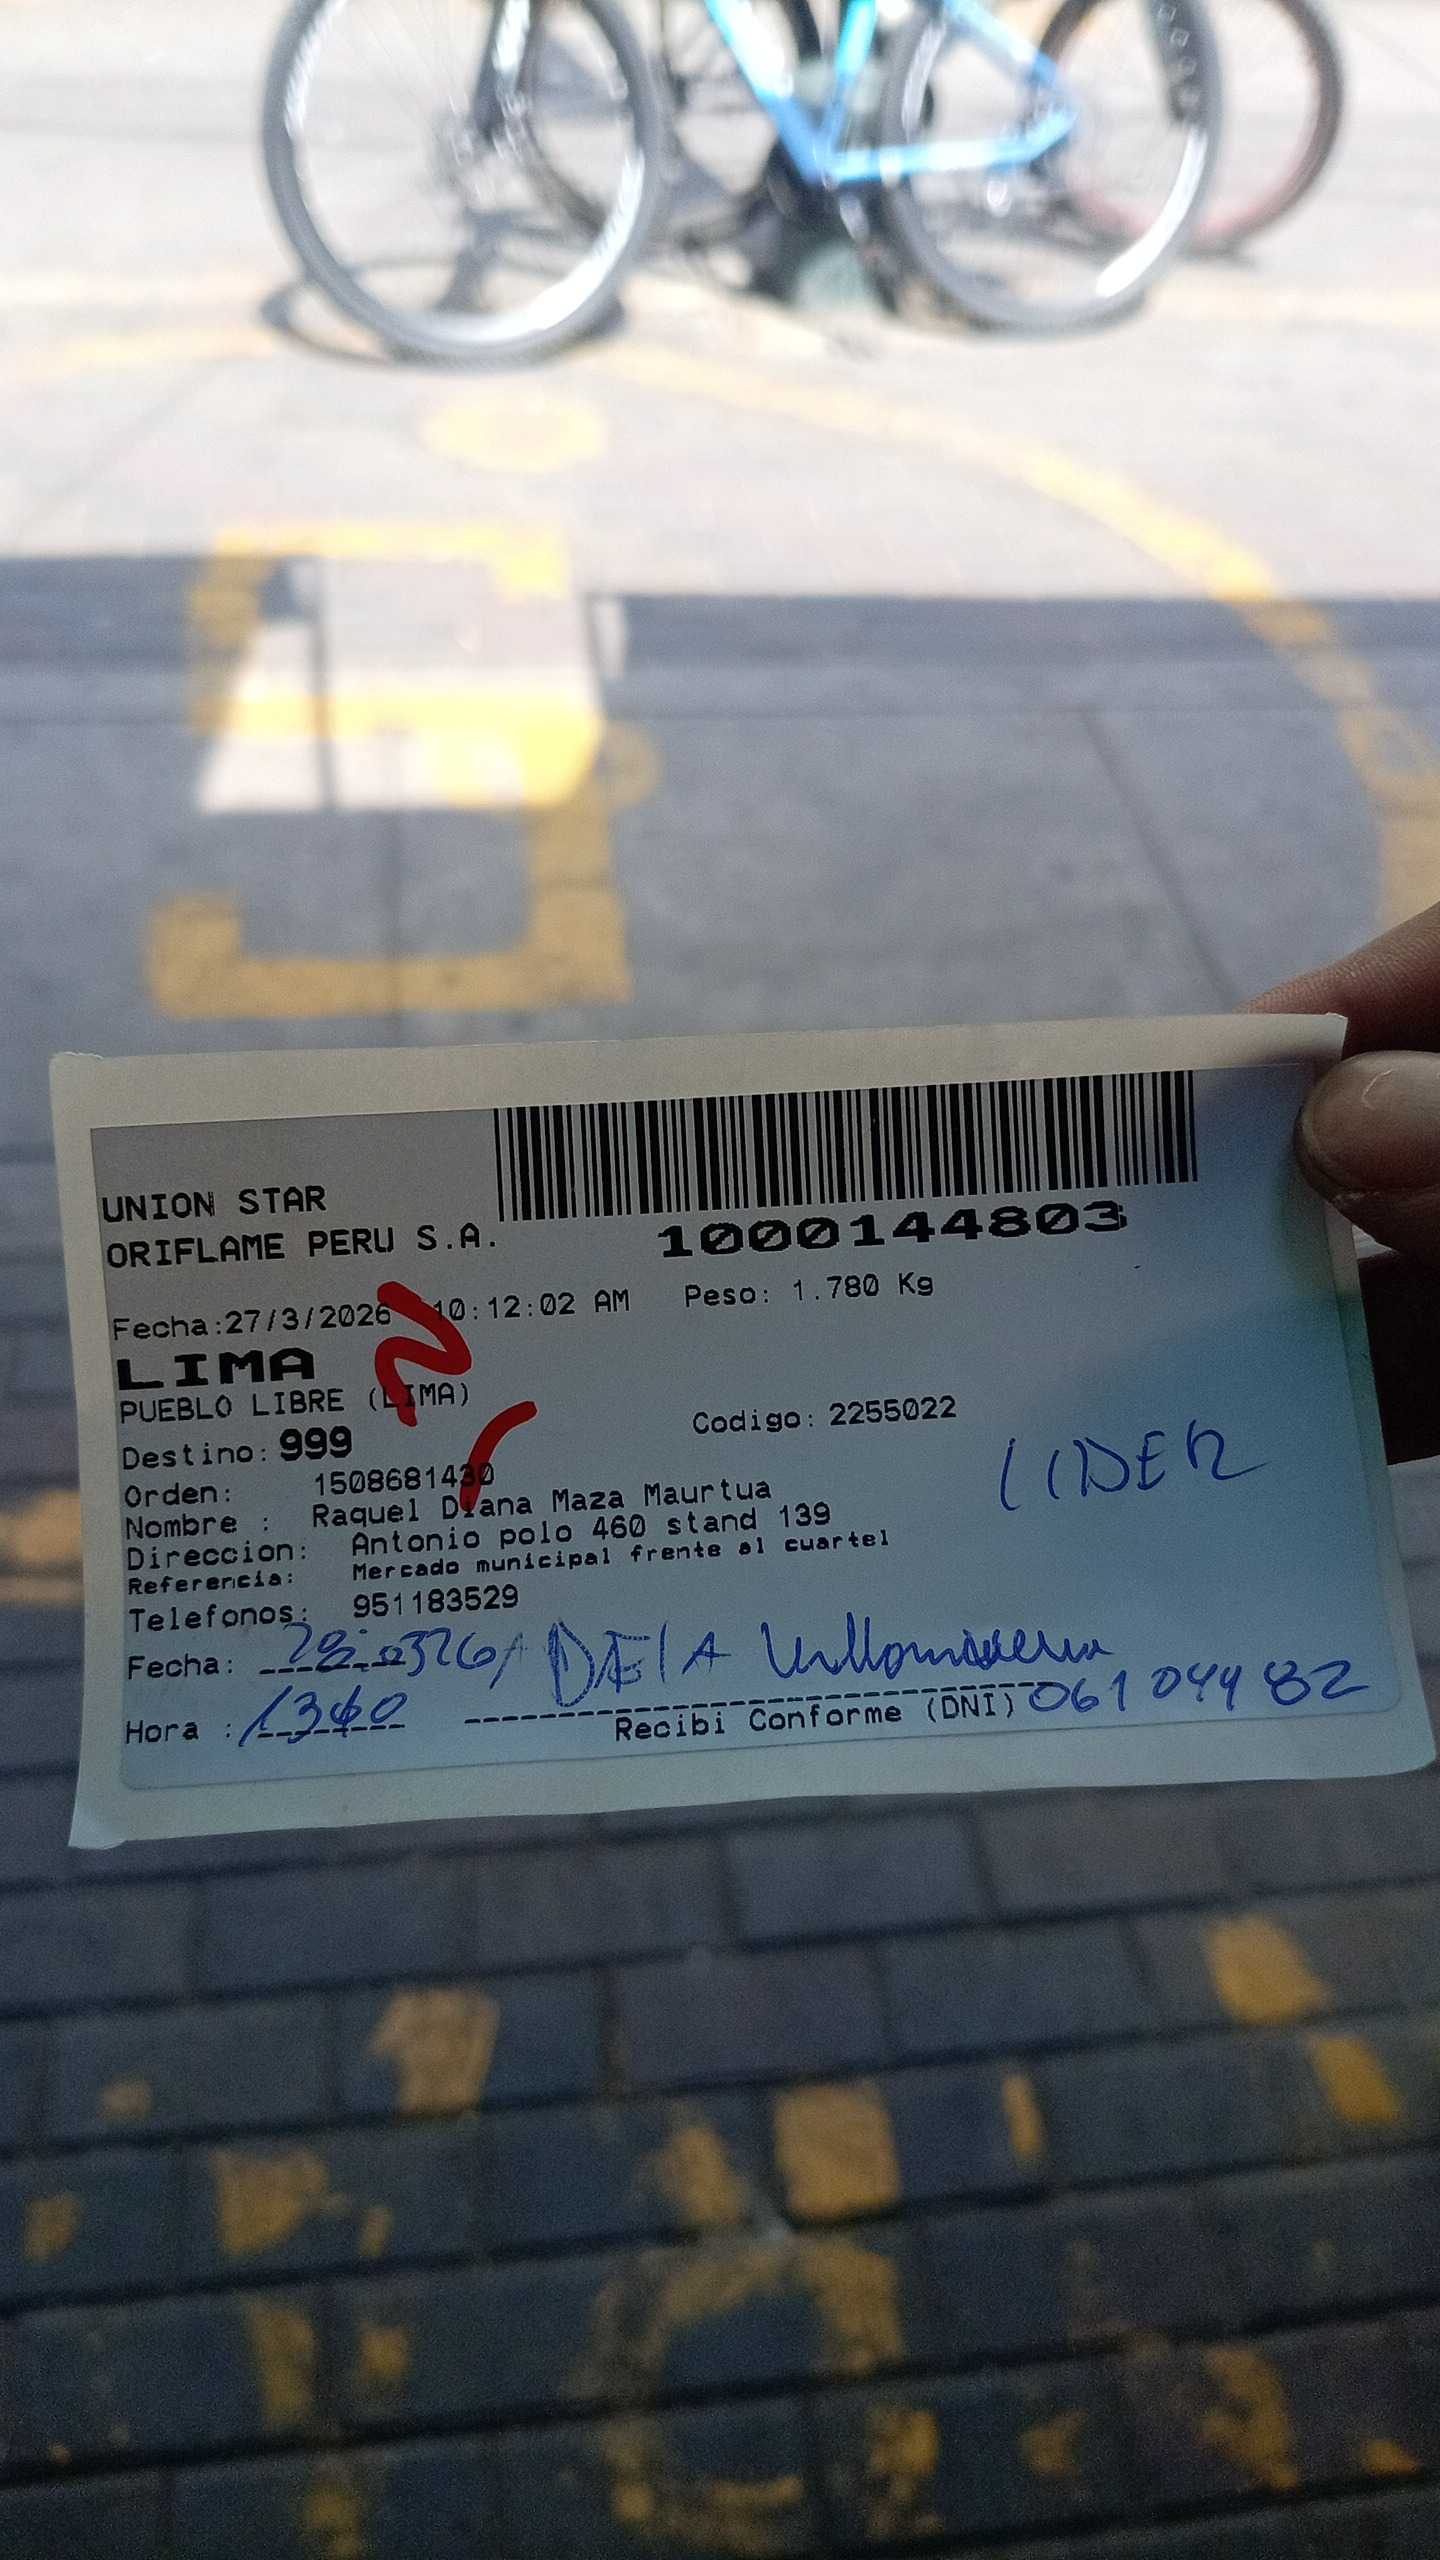 UNION STAR
ORIFLAME PERU S.A.
1000144803
Fecha:27/3/2026 10:12:02 AM Peso: 1.780 Kg
LIMA
PUEBLO LIBRE (LIMA)
Destino: 999 Codigo: 2255022
Orden: 1508681430
Nombre : Raquel Diana Maza Maurtua
Direccion: Antonio polo 460 stand 139
Referencia: Mercado municipal frente al cuartel
Telefonos: 951183529
LIDER
Fecha:
Hora :
Recibi Conforme (DNI) 06104482